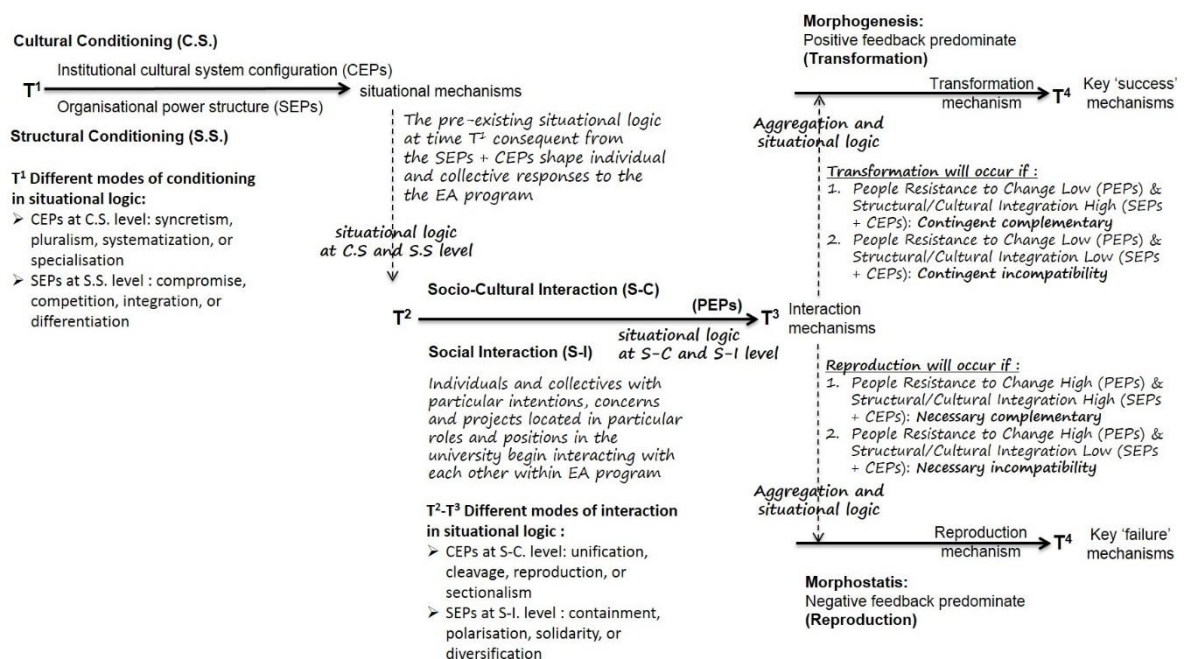 Cultural Conditioning (C.S.)
Institutional cultural system configuration (CEPs)
T¹
Organisational power structure (SEPs)
situational mechanisms
Structural Conditioning (S.S.)
T¹ Different modes of conditioning
in situational logic:
➢ CEPs at C.S. level: syncretism,
pluralism, systematization, or
specialisation
➢ SEPs at S.S. level : compromise,
competition, integration, or
differentiation
The pre-existing situational logic
at time T¹ consequent from
the SEPs + CEPs shape individual
and collective responses to the
the EA program
situational logic
at C.S and S.S level
Socio-Cultural Interaction (S-C)
(PEPs)
T²
T³
Interaction
mechanisms
situational logic
at S-C and S-I level
Social Interaction (S-I)
Individuals and collectives with
particular intentions, concerns
and projects located in particular
roles and positions in the
university begin interacting with
each other within EA program
T²-T³ Different modes of interaction
in situational logic :
➢ CEPs at S-C. level: unification,
cleavage, reproduction, or
sectionalism
➢ SEPs at S-I. level : containment,
polarisation, solidarity, or
diversification
Morphogenesis:
Positive feedback predominate
(Transformation)
Transformation
mechanism
T⁴
Key ‘success’
mechanisms
Aggregation and
situational logic
Transformation will occur if :
1. People Resistance to Change Low (PEPs) &
Structural/Cultural Integration High (SEPs
+ CEPs): Contingent complementary
2. People Resistance to Change Low (PEPs) &
Structural/Cultural Integration Low (SEPs
+ CEPs): Contingent incompatibility
Reproduction will occur if :
1. People Resistance to Change High (PEPs) &
Structural/Cultural Integration High (SEPs
+ CEPs): Necessary complementary
2. People Resistance to Change High (PEPs) &
Structural/Cultural Integration Low (SEPs
+ CEPs): Necessary incompatibility
Aggregation and
situational logic
Reproduction
mechanism
T⁴
Key ‘failure’
mechanisms
Morphostatis:
Negative feedback predominate
(Reproduction)